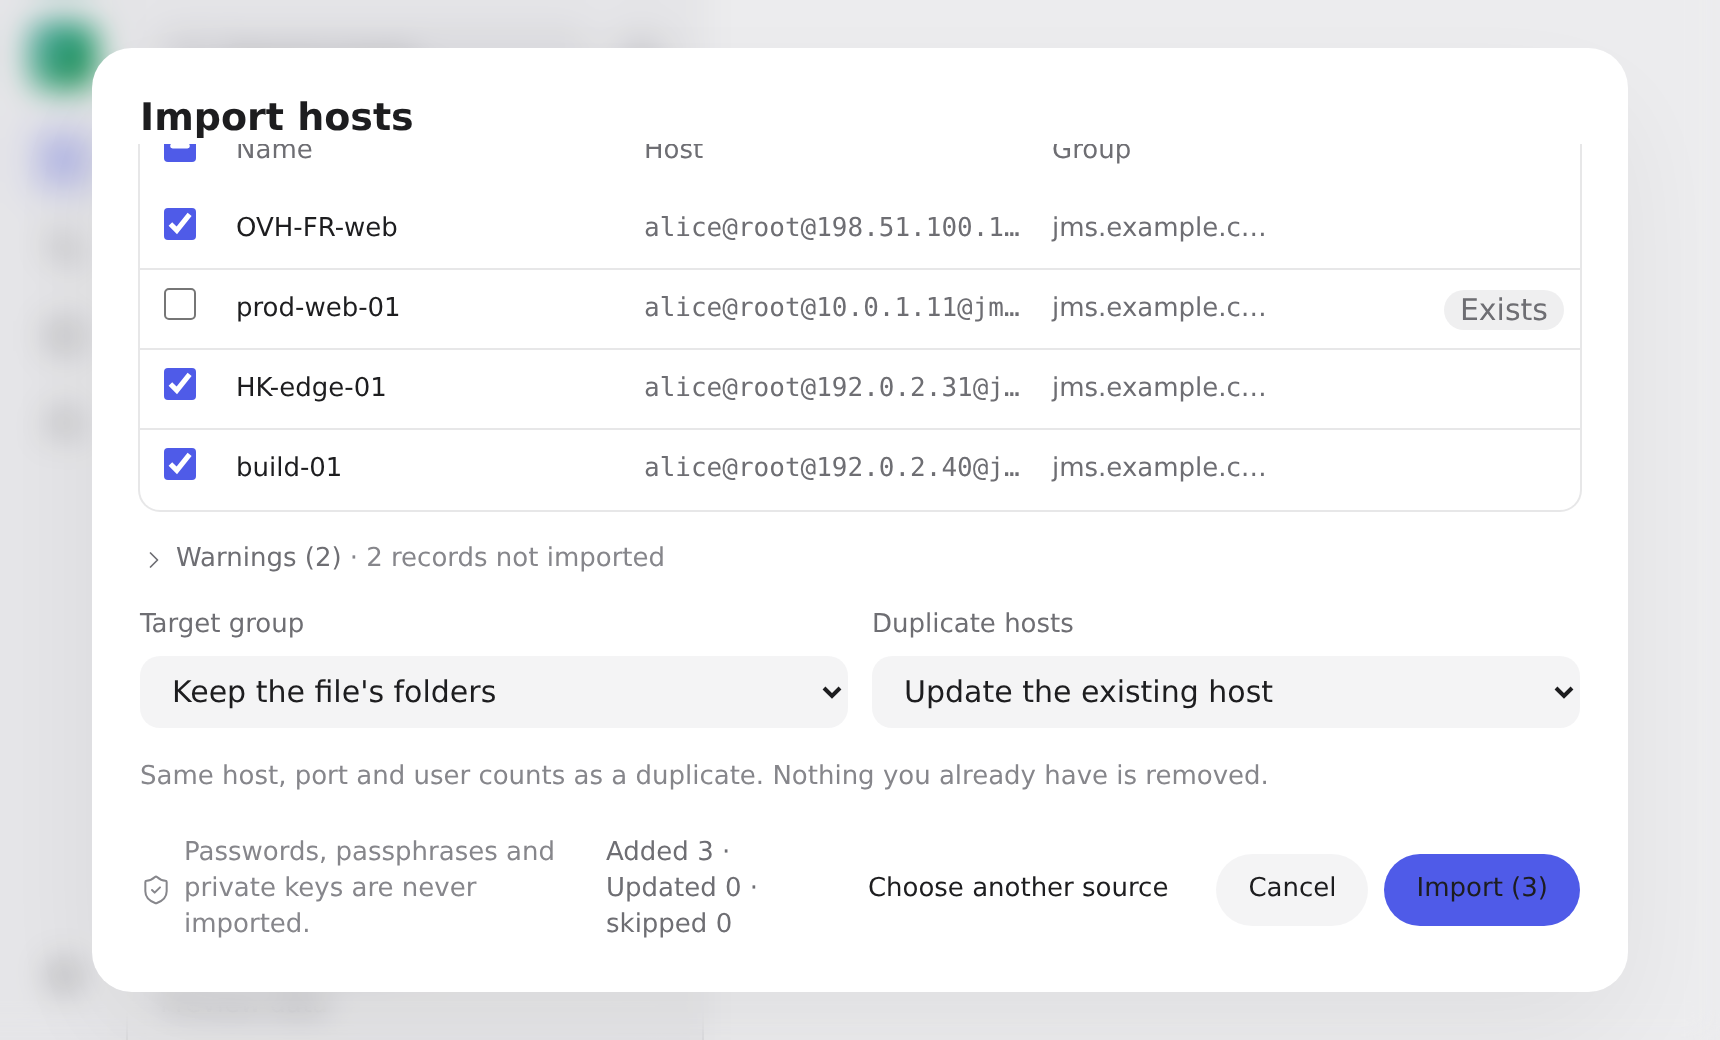 Import hosts
Name Host Group
OVH-FR-web alice@root@198.51.100.1… jms.example.c…
prod-web-01 alice@root@10.0.1.11@jm… jms.example.c… Exists
HK-edge-01 alice@root@192.0.2.31@j… jms.example.c…
build-01 alice@root@192.0.2.40@j… jms.example.c…
Warnings (2) · 2 records not imported
Target group Duplicate hosts
Keep the file's folders Update the existing host
Same host, port and user counts as a duplicate. Nothing you already have is removed.
Passwords, passphrases and
private keys are never
imported.
Added 3 ·
Updated 0 ·
skipped 0
Choose another source Cancel Import (3)